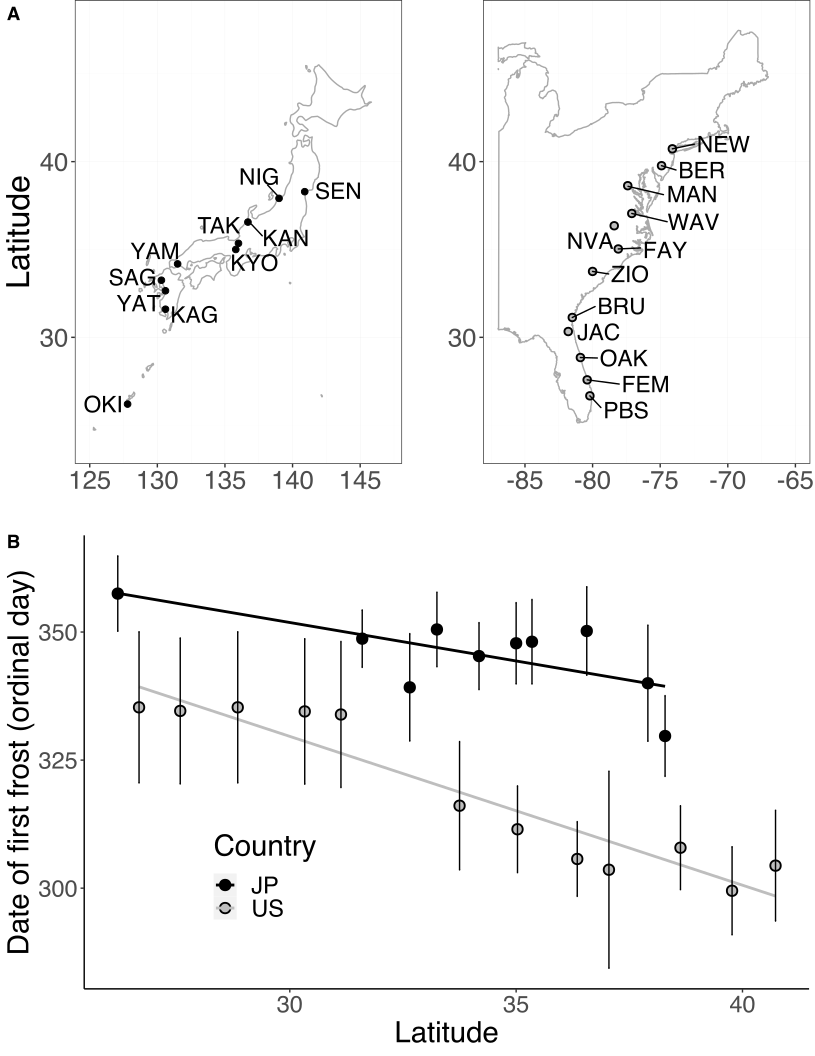 A
Latitude
40
30
125
130
135
140
145
NIG
SEN
TAK
KAN
YAM
KYO
SAG
YAT
KAG
OKI
40
30
-85
-80
-75
-70
-65
NEW
BER
MAN
WAV
NVA
FAY
ZIO
BRU
JAC
OAK
FEM
PBS
B
Date of first frost (ordinal day)
350
325
300
Country
JP
US
30
35
40
Latitude